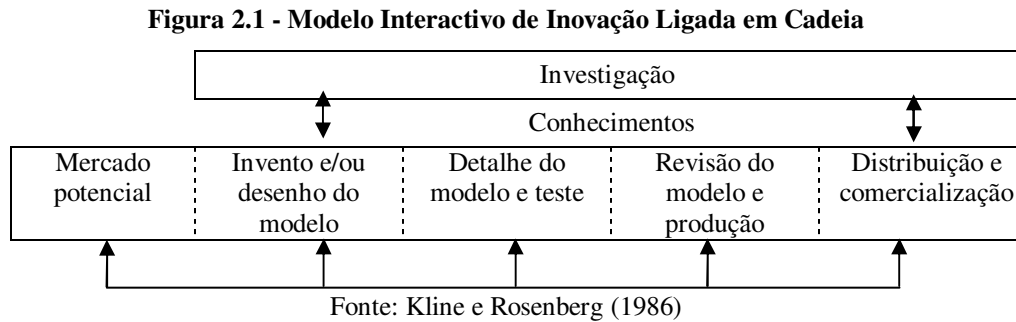 Figura 2.1 - Modelo Interactivo de Inovação Ligada em Cadeia
Investigação
Conhecimentos
Mercado
potencial
Invento e/ou
desenho do
modelo
Detalhe do
modelo e teste
Revisão do
modelo e
produção
Distribuição e
comercialização
Fonte: Kline e Rosenberg (1986)